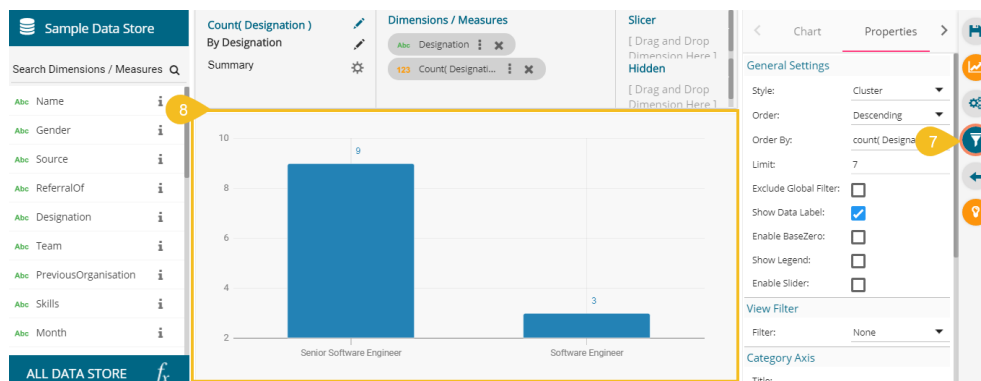 Sample Data Store
Search Dimensions / Measures
Abc Name
Abc Gender
Abc Source
Abc ReferralOf
Abc Designation
Abc Team
Abc PreviousOrganisation
Abc Skills
Abc Month
ALL DATA STORE fx
Count( Designation )
By Designation
Summary
Dimensions / Measures
Abc Designation
123 Count( Designati...
Slicer
[ Drag and Drop
Dimension Here ]
Hidden
[ Drag and Drop
Dimension Here ]
8
10
8
6
4
2
9
3
Senior Software Engineer
Software Engineer
Chart
Properties
General Settings
Style: Cluster
Order: Descending
Order By: count( Designa
7
Limit: 7
Exclude Global Filter:
Show Data Label:
Enable BaseZero:
Show Legend:
Enable Slider:
View Filter
Filter: None
Category Axis
Title: